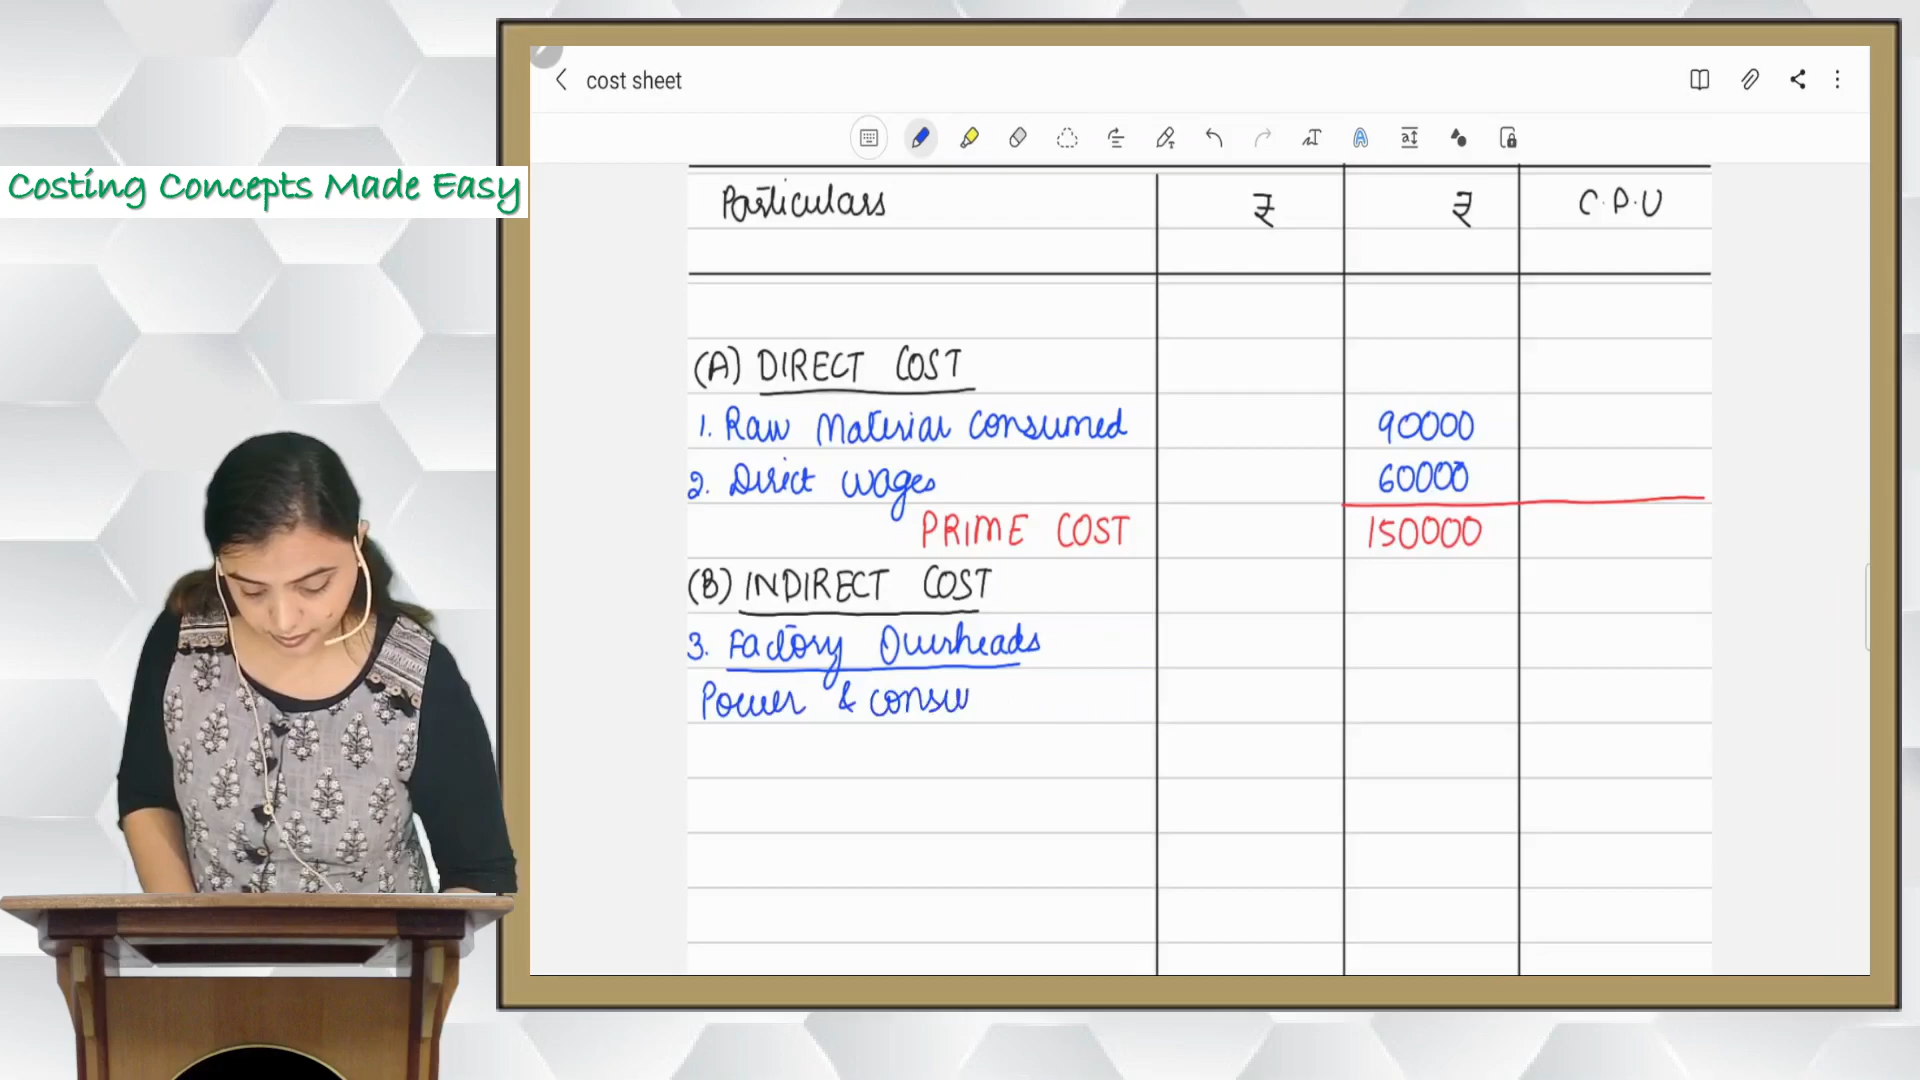 cost sheet
Costing Concepts Made Easy
Particulars ₹ ₹ C.P.U
(A) DIRECT COST
1. Raw Material Consumed 90000
2. Direct wages 60000
PRIME COST 150000
(B) INDIRECT COST
3. Factory Overheads
Power & consu